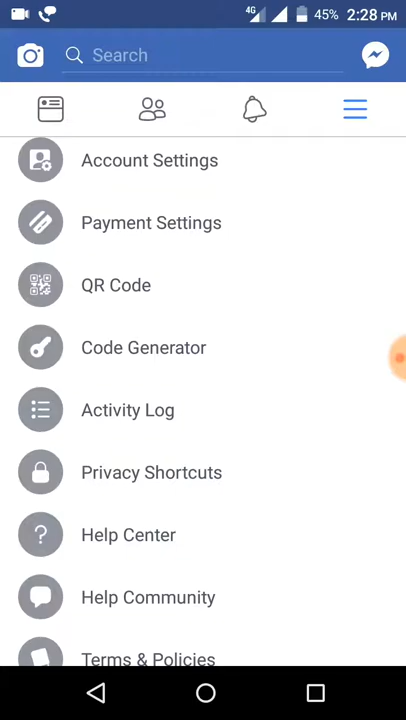 4G 45% 2:28 PM
Search
Account Settings
Payment Settings
QR Code
Code Generator
Activity Log
Privacy Shortcuts
Help Center
Help Community
Terms & Policies